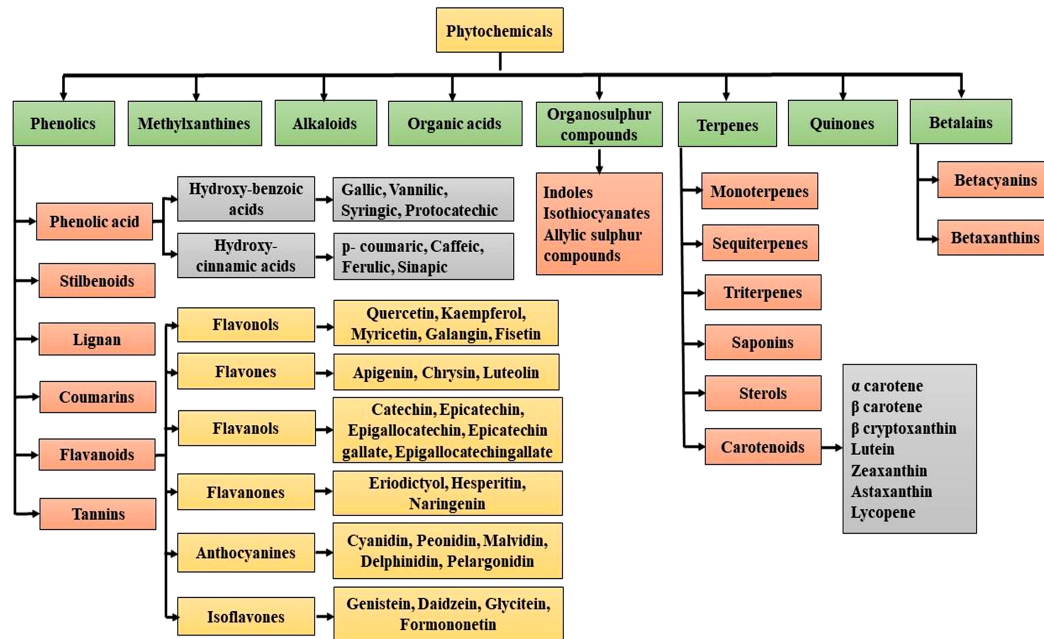 Phytochemicals
Phenolics
Methylxanthines
Alkaloids
Organic acids
Organosulphur
compounds
Terpenes
Quinones
Betalains
Phenolic acid
Stilbenoids
Lignan
Coumarins
Flavanoids
Tannins
Hydroxy-benzoic
acids
Gallic, Vannilic,
Syringic, Protocatechic
Hydroxy-
cinnamic acids
p- coumaric, Caffeic,
Ferulic, Sinapic
Flavonols
Quercetin, Kaempferol,
Myricetin, Galangin, Fisetin
Flavones
Apigenin, Chrysin, Luteolin
Flavanols
Catechin, Epicatechin,
Epigallocatechin, Epicatechin
gallate, Epigallocatechingallate
Flavanones
Eriodictyol, Hesperitin,
Naringenin
Anthocyanines
Cyanidin, Peonidin, Malvidin,
Delphinidin, Pelargonidin
Isoflavones
Genistein, Daidzein, Glycitein,
Formononetin
Indoles
Isothiocyanates
Allylic sulphur
compounds
Monoterpenes
Sequiterpenes
Triterpenes
Saponins
Sterols
Carotenoids
α carotene
β carotene
β cryptoxanthin
Lutein
Zeaxanthin
Astaxanthin
Lycopene
Betacyanins
Betaxanthins